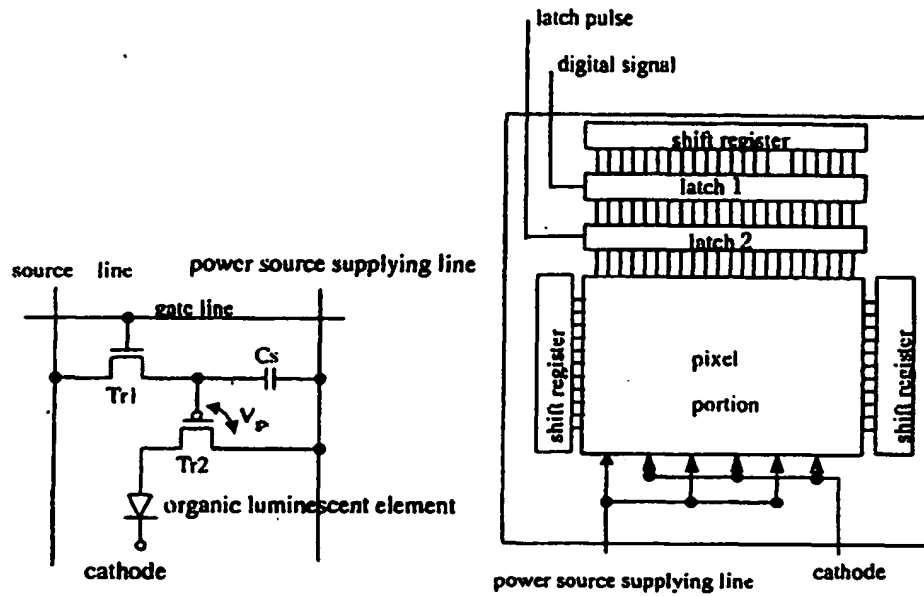 latch pulse
digital signal
shift register
latch 1
latch 2
source line
power source supplying line
gate line
Cs
Tr1
Tr2
organic luminescent element
cathode
shift register
pixel
portion
shift register
power source supplying line
cathode